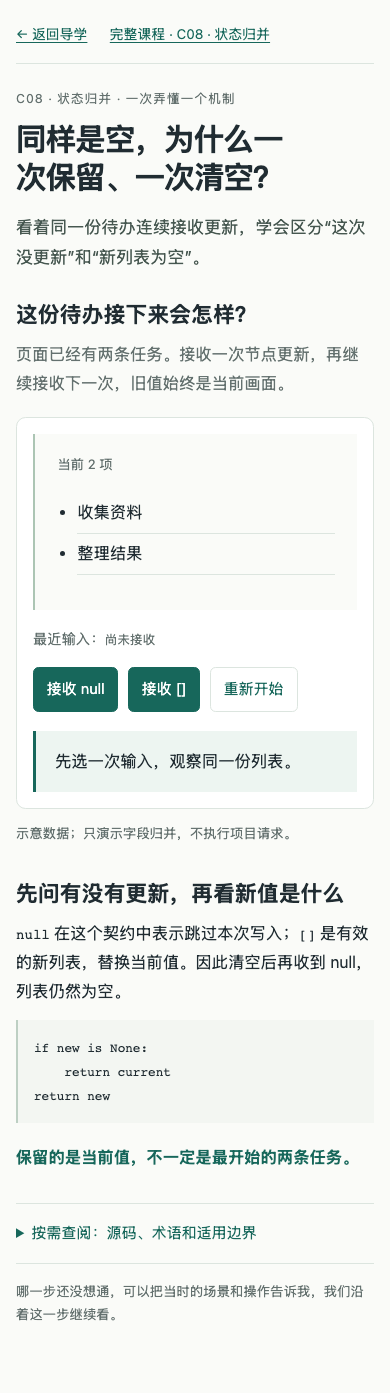 ← 返回导学 完整课程 · C08 · 状态归并
C08 · 状态归并 · 一次弄懂一个机制
同样是空，为什么一
次保留、一次清空？
看着同一份待办连续接收更新，学会区分“这次
没更新”和“新列表为空”。
这份待办接下来会怎样？
页面已经有两条任务。接收一次节点更新，再继
续接收下一次，旧值始终是当前画面。
当前 2 项
• 收集资料
• 整理结果
最近输入：尚未接收
接收 null 接收 [] 重新开始
先选一次输入，观察同一份列表。
示意数据；只演示字段归并，不执行项目请求。
先问有没有更新，再看新值是什么
null 在这个契约中表示跳过本次写入；[] 是有效
的新列表，替换当前值。因此清空后再收到 null，
列表仍然为空。
if new is None:
    return current
return new
保留的是当前值，不一定是最开始的两条任务。
▶ 按需查阅：源码、术语和适用边界
哪一步还没想通，可以把当时的场景和操作告诉我，我们沿
着这一步继续看。